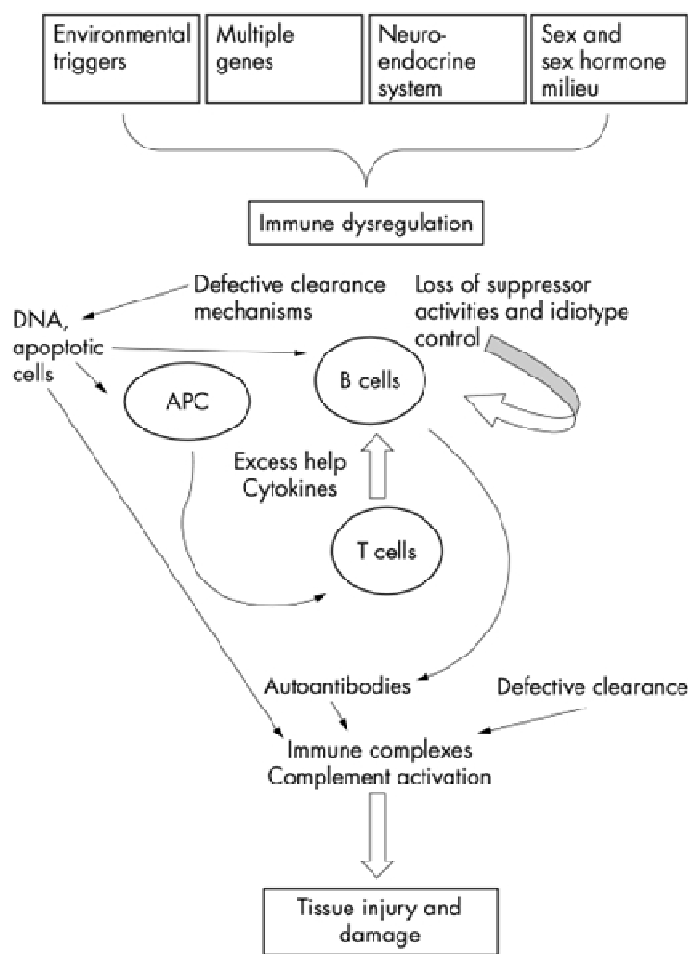 Environmental
triggers
Multiple
genes
Neuro-
endocrine
system
Sex and
sex hormone
milieu
Immune dysregulation
Defective clearance
mechanisms
Loss of suppressor
activities and idiotype
control
DNA,
apoptotic
cells
B cells
APC
Excess help
Cytokines
T cells
Autoantibodies
Defective clearance
Immune complexes
Complement activation
Tissue injury and
damage